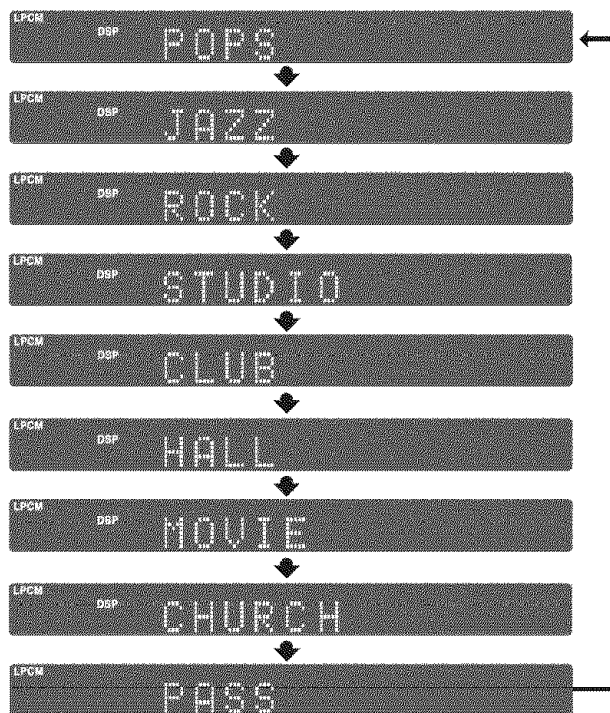 LPCM
DSP POPS
LPCM
DSP JAZZ
LPCM
DSP ROCK
LPCM
DSP STUDIO
LPCM
DSP CLUB
LPCM
DSP HALL
LPCM
DSP MOVIE
LPCM
DSP CHURCH
LPCM
PASS